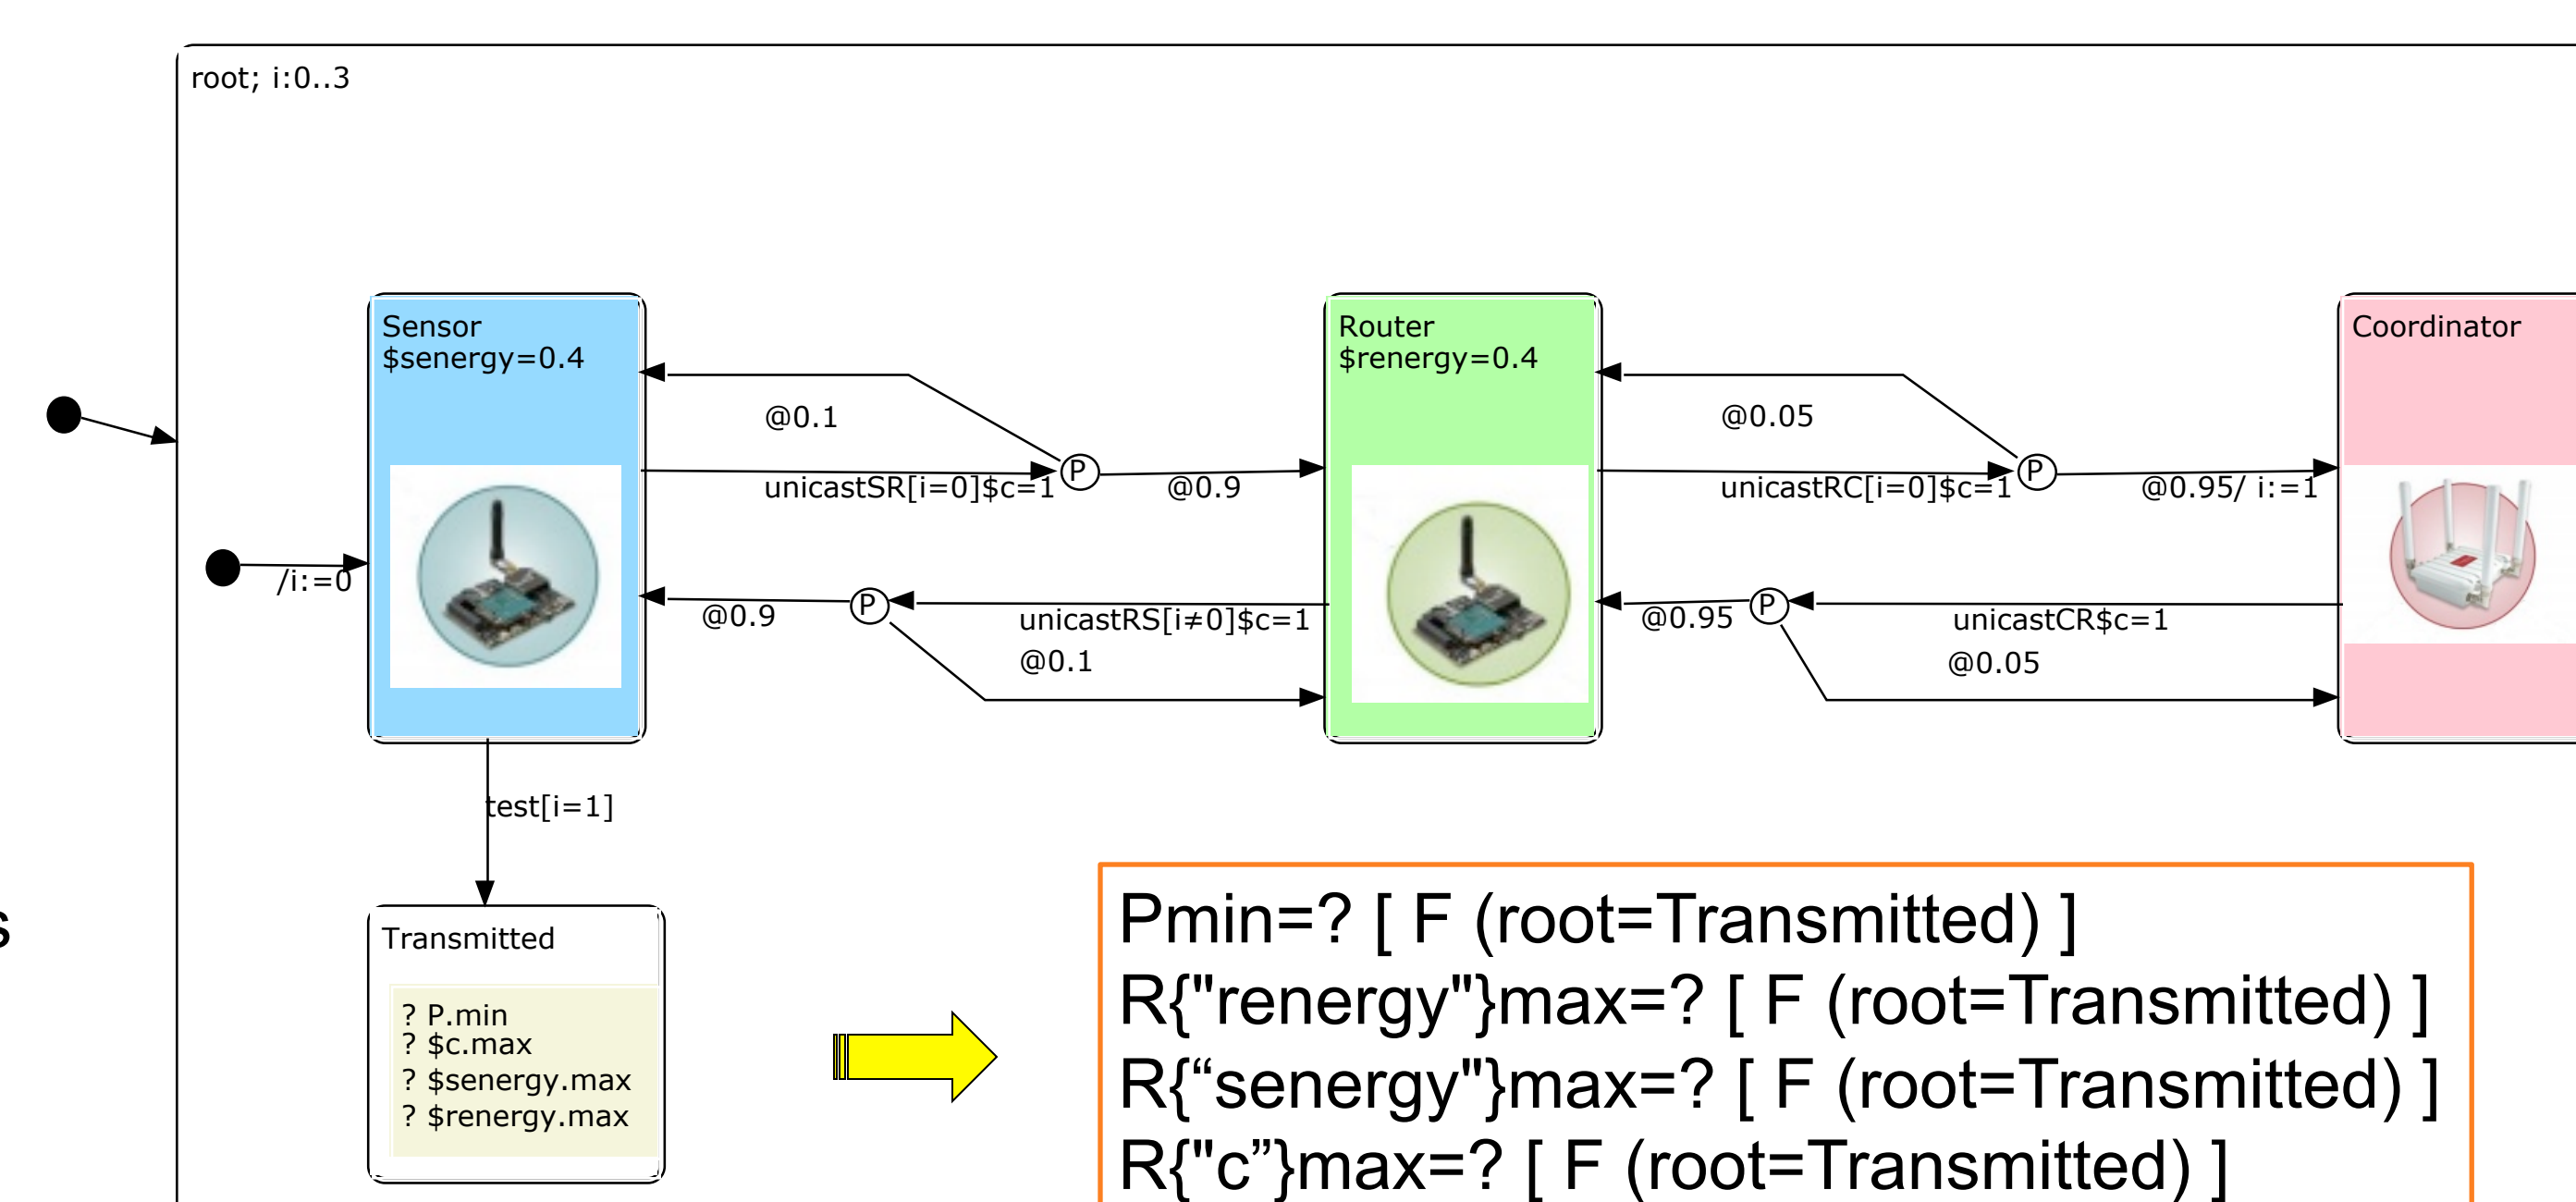 root; i:0..3
Sensor
$senergy=0.4
Router
$renergy=0.4
Coordinator
@0.1
@0.05
P
P
unicastSR[i=0]$c=1
@0.9
unicastRC[i=0]$c=1
@0.95/ i:=1
/i:=0
P
P
@0.9
unicastRS[i≠0]$c=1
@0.95
unicastCR$c=1
@0.1
@0.05
test[i=1]
s
Transmitted
? P.min
? $c.max
? $senergy.max
? $renergy.max
Pmin=? [ F (root=Transmitted) ]
R{"renergy"}max=? [ F (root=Transmitted) ]
R{“senergy"}max=? [ F (root=Transmitted) ]
R{"c”}max=? [ F (root=Transmitted) ]